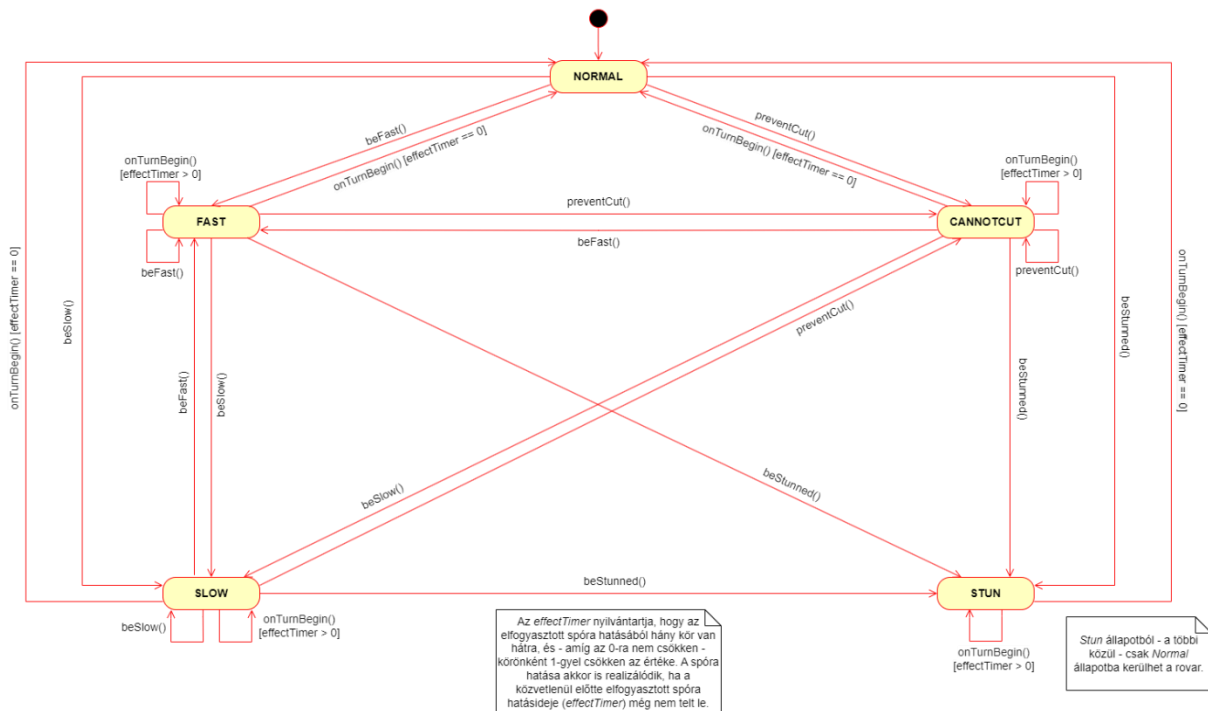 NORMAL
beFast()
onTurnBegin() [effectTimer == 0]
preventCut()
onTurnBegin() [effectTimer == 0]
onTurnBegin()
[effectTimer > 0]
FAST
beFast()
preventCut()
beFast()
onTurnBegin()
[effectTimer > 0]
CANNOTCUT
preventCut()
onTurnBegin() [effectTimer == 0]
beSlow()
beFast()
beSlow()
preventCut()
beSlow()
beStunned()
beStunned()
beStunned()
onTurnBegin() [effectTimer == 0]
SLOW
beSlow()
onTurnBegin()
[effectTimer > 0]
beStunned()
STUN
onTurnBegin()
[effectTimer > 0]
Az effectTimer nyilvántartja, hogy az
elfogyasztott spóra hatásából hány kör van
hátra, és - amíg az 0-ra nem csökken -
körönként 1-gyel csökken az értéke. A spóra
hatása akkor is realizálódik, ha a
közvetlenül előtte elfogyasztott spóra
hatásideje (effectTimer) még nem telt le.
Stun állapotból - a többi
közül - csak Normal
állapotba kerülhet a rovar.